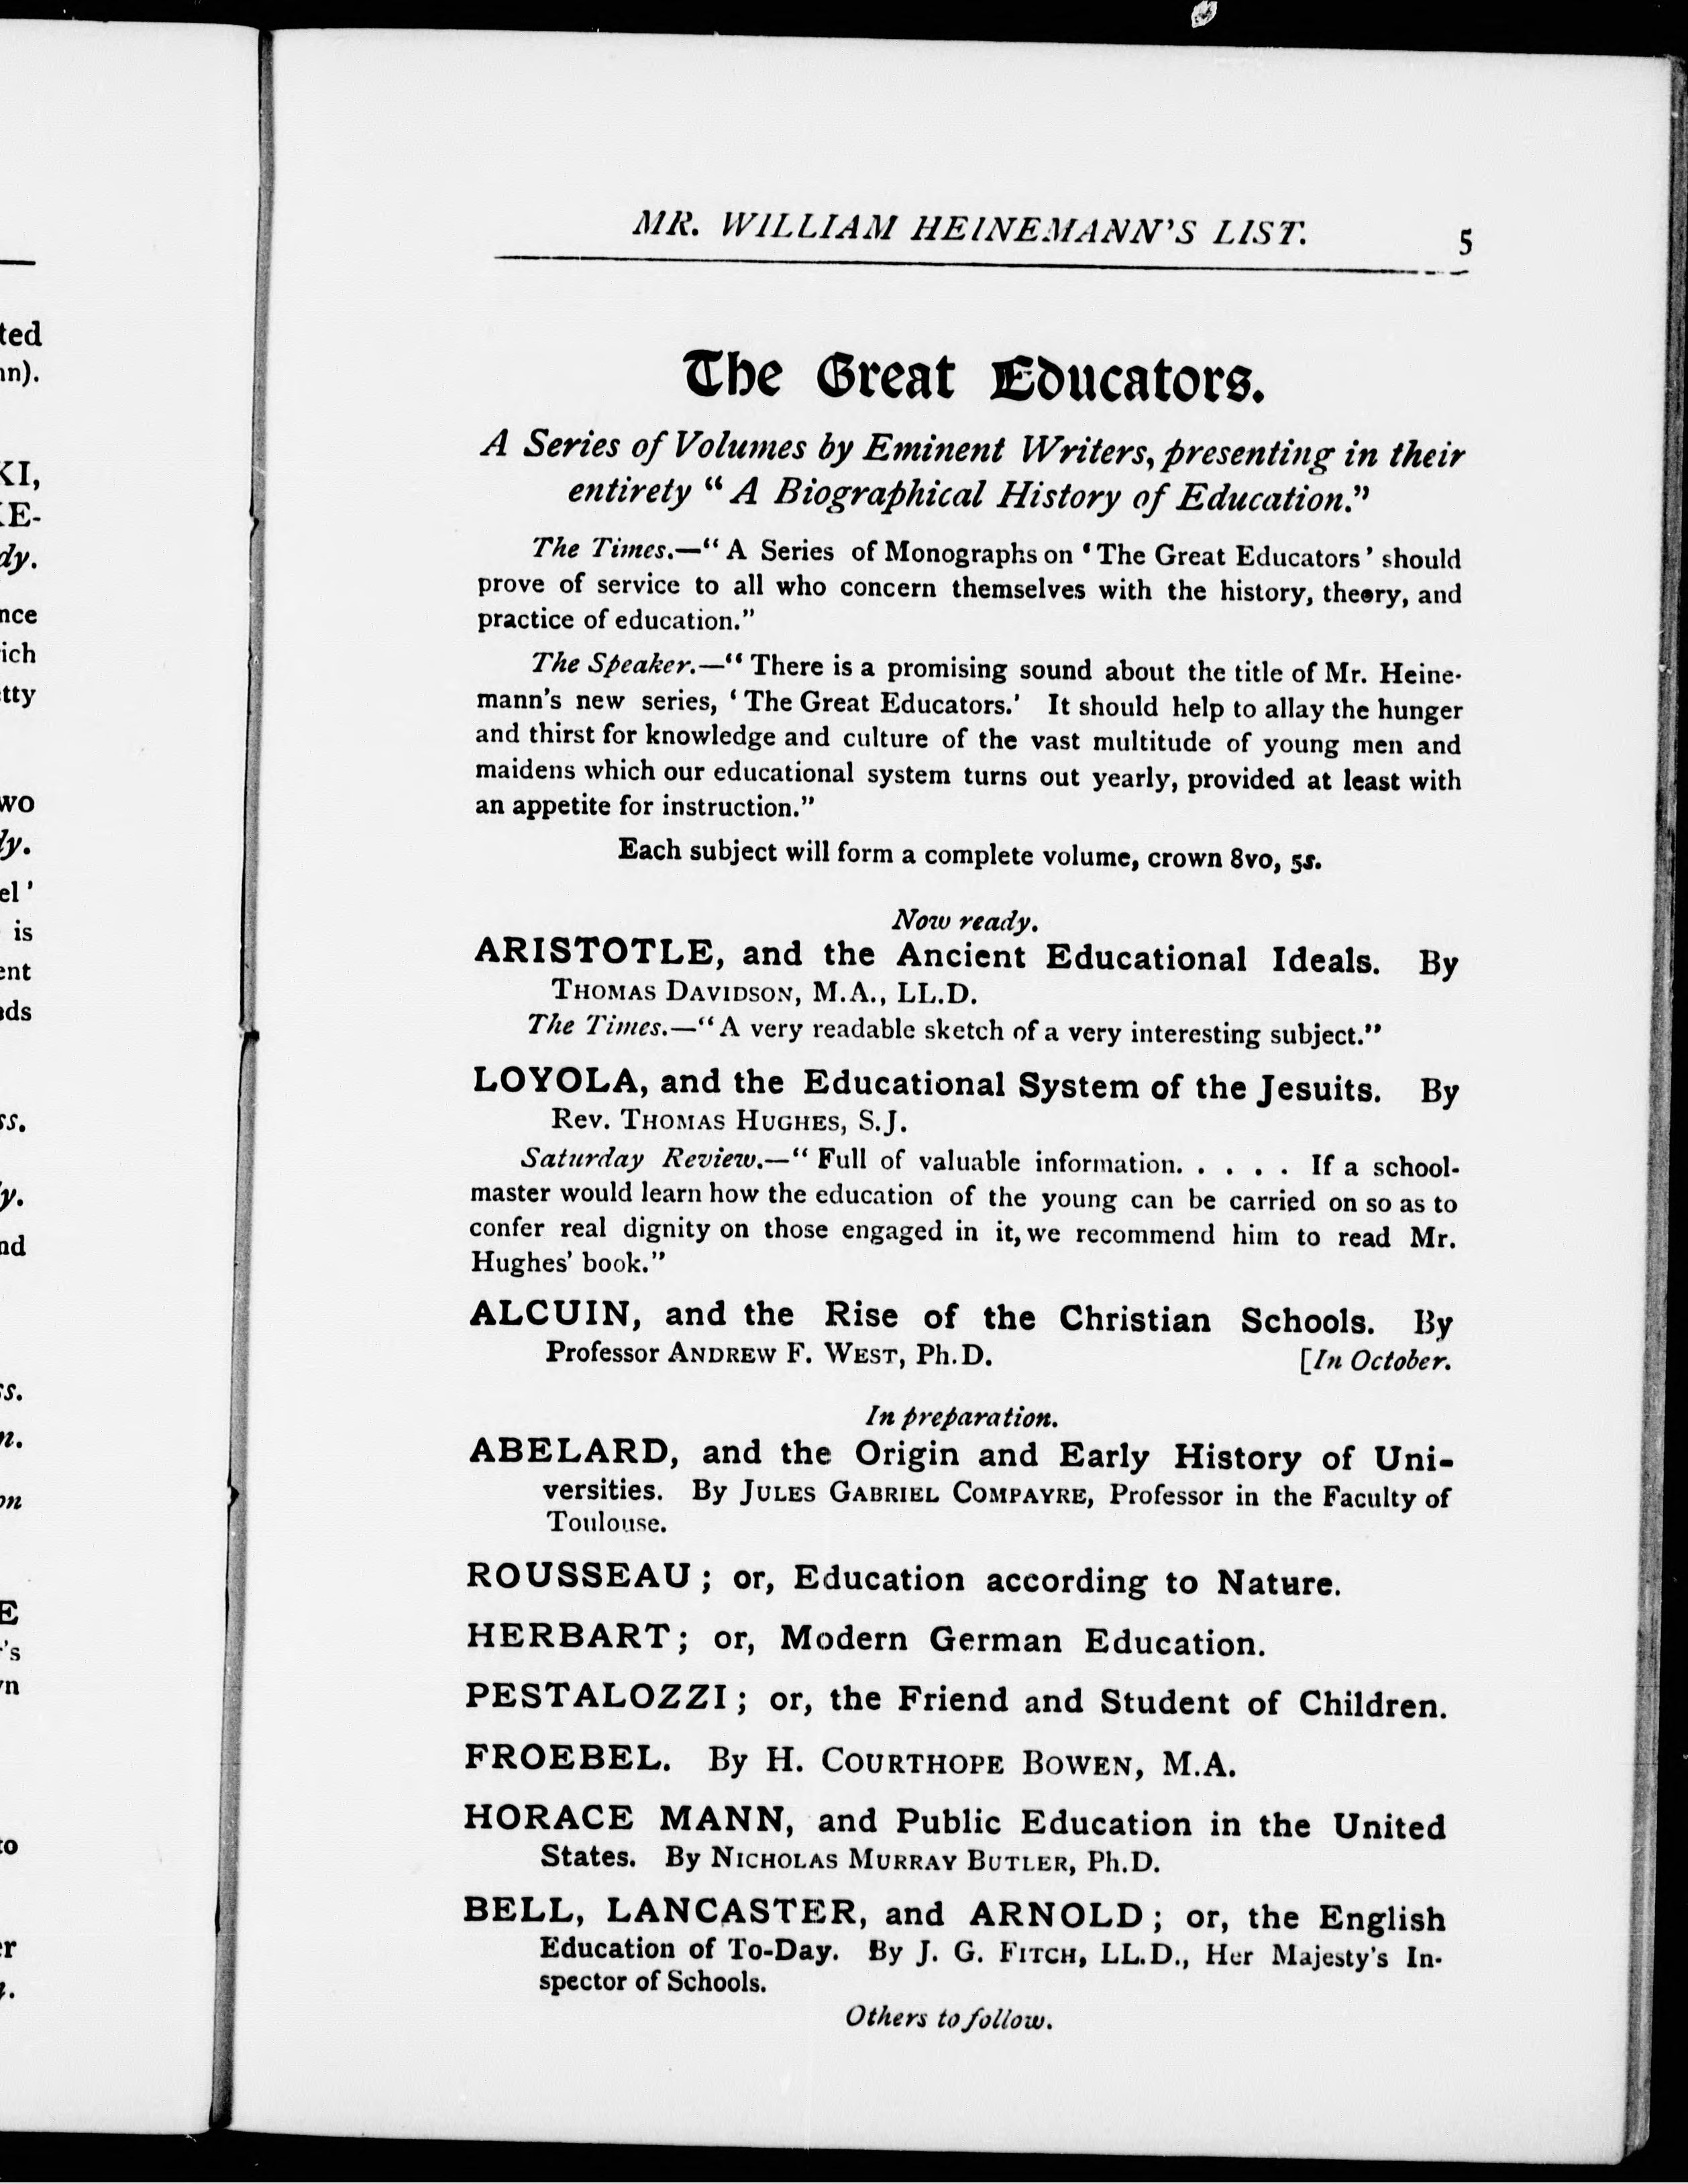 MR. WILLIAM HEINEMANN'S LIST. 5
The Great Educators.
A Series of Volumes by Eminent Writers, presenting in their
entirety “ A Biographical History of Education.”
The Times.—“ A Series of Monographs on ‘ The Great Educators ’ should
prove of service to all who concern themselves with the history, theory, and
practice of education.”
The Speaker.—“ There is a promising sound about the title of Mr. Heine-
mann's new series, ‘ The Great Educators.’ It should help to allay the hunger
and thirst for knowledge and culture of the vast multitude of young men and
maidens which our educational system turns out yearly, provided at least with
an appetite for instruction.”
Each subject will form a complete volume, crown 8vo, 5s.
Now ready.
ARISTOTLE, and the Ancient Educational Ideals. By
THOMAS DAVIDSON, M.A., LL.D.
The Times.—“ A very readable sketch of a very interesting subject.”
LOYOLA, and the Educational System of the Jesuits. By
Rev. THOMAS HUGHES, S.J.
Saturday Review.—“ Full of valuable information. . . . . If a school-
master would learn how the education of the young can be carried on so as to
confer real dignity on those engaged in it, we recommend him to read Mr.
Hughes' book.”
ALCUIN, and the Rise of the Christian Schools. By
Professor ANDREW F. WEST, Ph.D. [In October.
In preparation.
ABELARD, and the Origin and Early History of Uni-
versities. By JULES GABRIEL COMPAYRE, Professor in the Faculty of
Toulouse.
ROUSSEAU ; or, Education according to Nature.
HERBART ; or, Modern German Education.
PESTALOZZI ; or, the Friend and Student of Children.
FROEBEL. By H. COURTHOPE BOWEN, M.A.
HORACE MANN, and Public Education in the United
States. By NICHOLAS MURRAY BUTLER, Ph.D.
BELL, LANCASTER, and ARNOLD ; or, the English
Education of To-Day. By J. G. FITCH, LL.D., Her Majesty's In-
spector of Schools.
Others to follow.